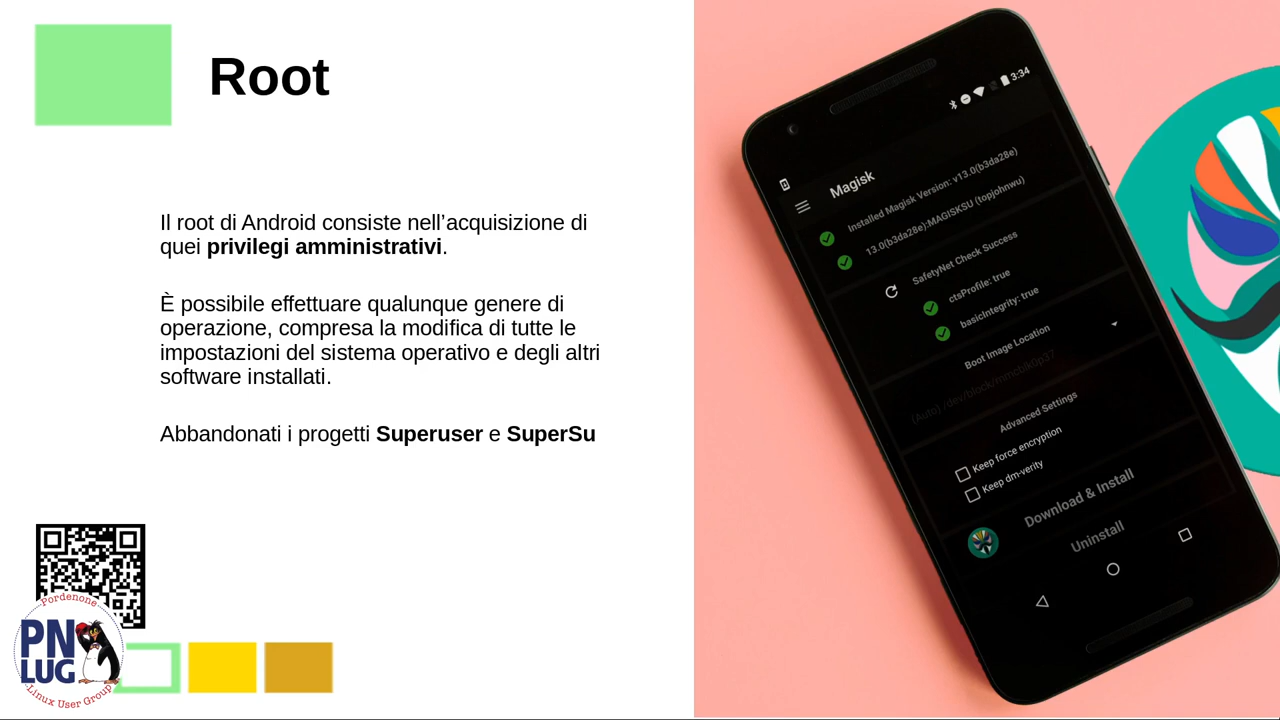 Root
Il root di Android consiste nell’acquisizione di
quei privilegi amministrativi.
È possibile effettuare qualunque genere di
operazione, compresa la modifica di tutte le
impostazioni del sistema operativo e degli altri
software installati.
Abbandonati i progetti Superuser e SuperSu
Pordenone
PN
LUG
Linux User Group
3:34
Magisk
Installed Magisk Version: v13.0(b3da28e)
13.0(b3da28e):MAGISKSU (topjohnwu)
SafetyNet Check Success
ctsProfile: true
basicIntegrity: true
Boot Image Location
(Auto) /dev/block/mmcblk0p37
Advanced Settings
Keep force encryption
Keep dm-verity
Download & Install
Uninstall